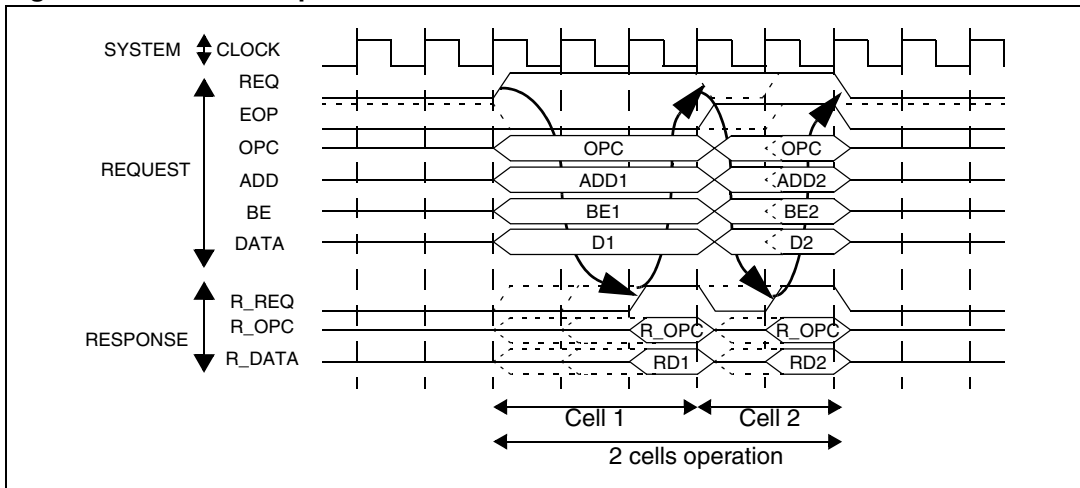 SYSTEM CLOCK
REQ
EOP
OPC OPC OPC
REQUEST
ADD ADD1 ADD2
BE BE1 BE2
DATA D1 D2
R_REQ
R_OPC R_OPC R_OPC
RESPONSE
R_DATA RD1 RD2
Cell 1 Cell 2
2 cells operation